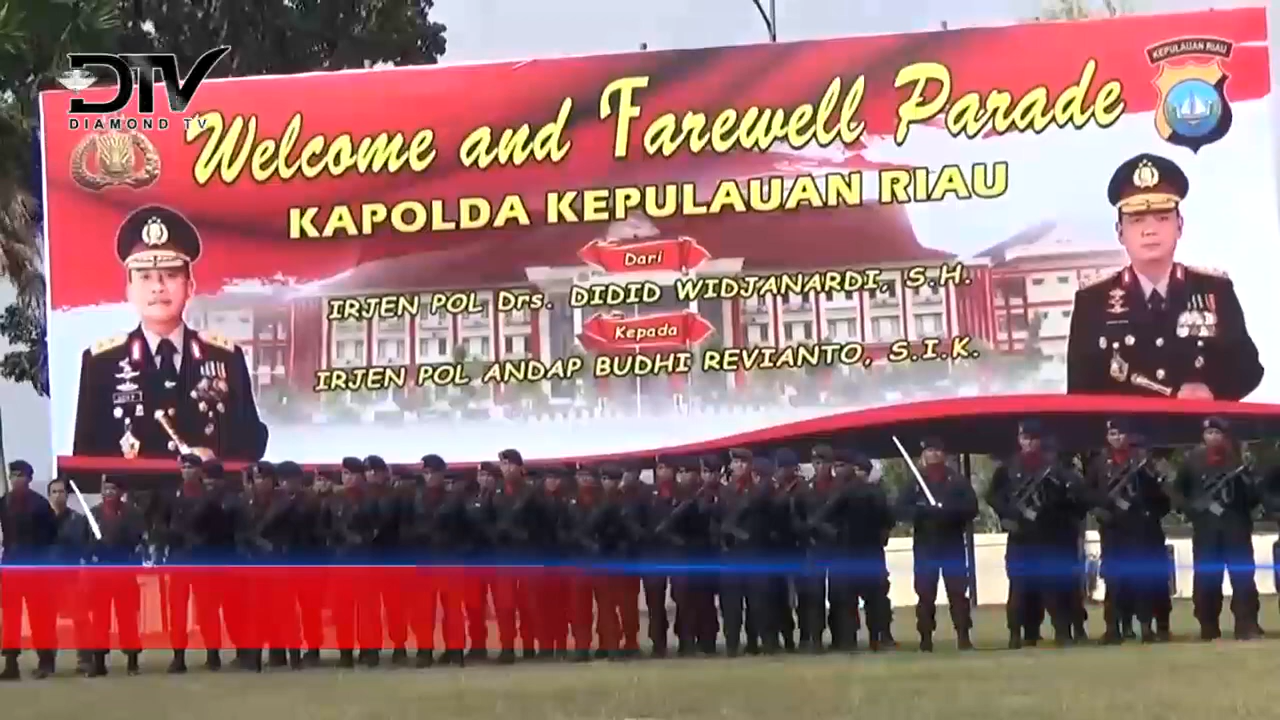 DTV
DIAMOND TV
KEPULAUAN RIAU
Welcome and Farewell Parade
KAPOLDA KEPULAUAN RIAU
Dari
IRJEN POL Drs. DIDID WIDJANARDI, S.H.
Kepada
IRJEN POL ANDAP BUDHI REVIANTO, S.I.K.